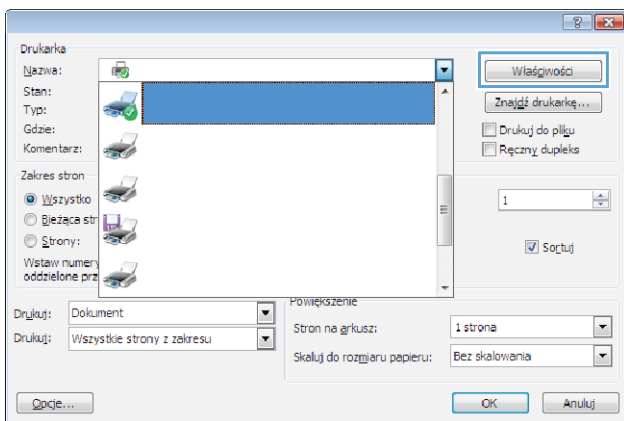 Drukarka
Nazwa:
Właściwości
Stan:
Znajdź drukarkę...
Typ:
Gdzie:
Drukuj do pliku
Komentarz:
Ręczny dupleks
Zakres stron
Wszystko
1
Bieżąca str
Strony:
Sortuj
Wstaw numery
oddzielone prz
Drukuj: Dokument
Powiększenie
Stron na arkusz: 1 strona
Drukuj: Wszystkie strony z zakresu
Skaluj do rozmiaru papieru: Bez skalowania
Opcje...
OK
Anuluj